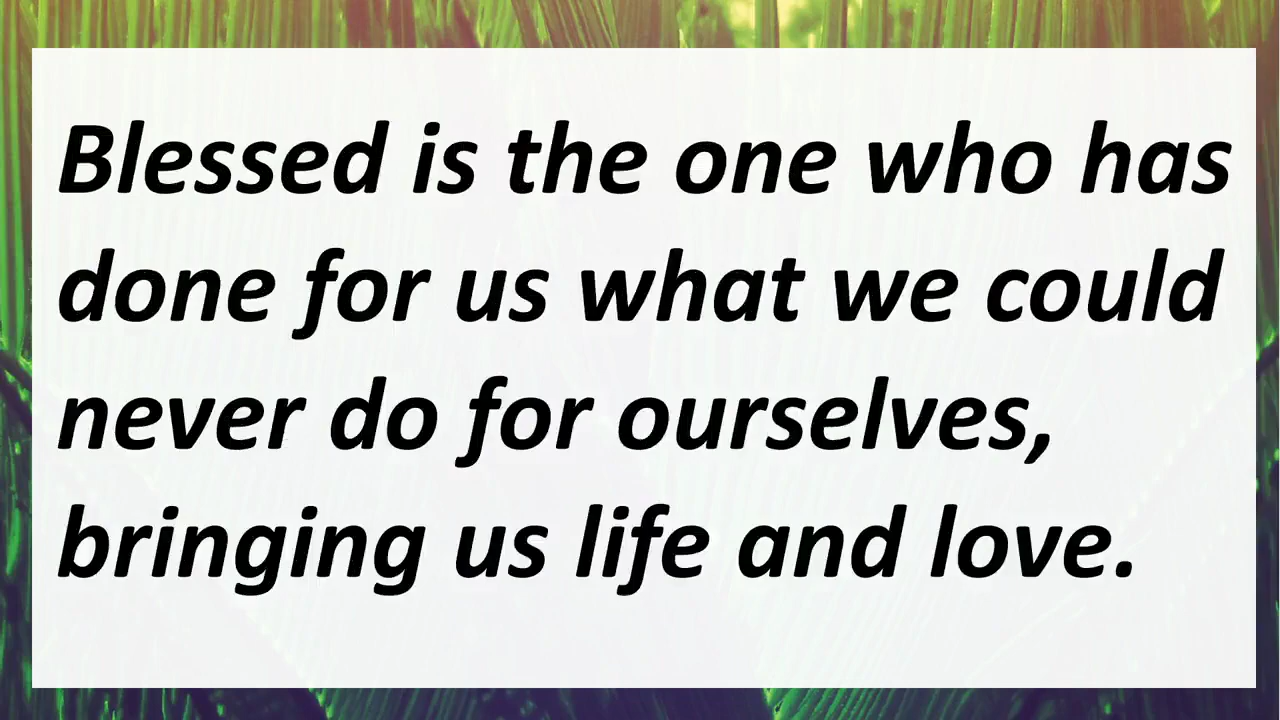 Blessed is the one who has
done for us what we could
never do for ourselves,
bringing us life and love.